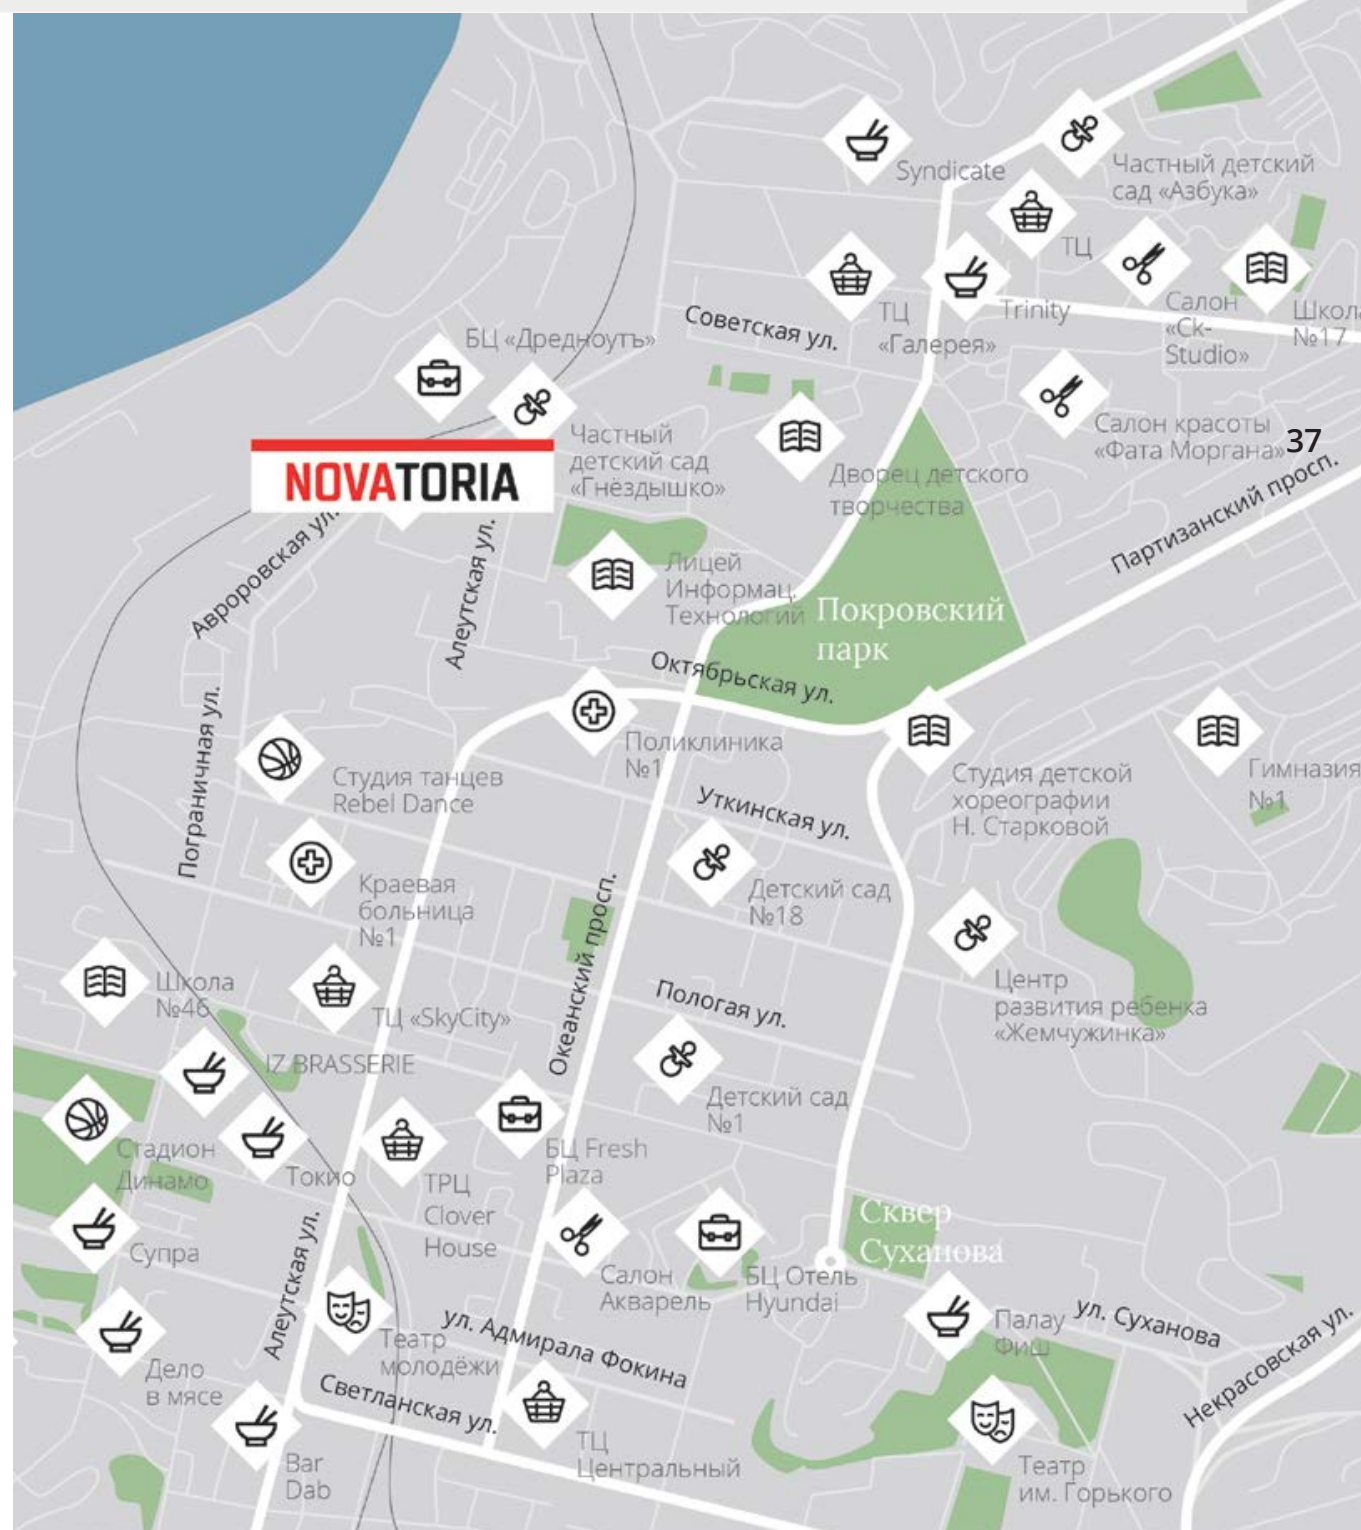 Syndicate
Частный детский
сад «Азбука»
ТЦ
Trinity
Салон
«Ck-
Studio»
Школа
№17
ТЦ
«Галерея»
Советская ул.
БЦ «Дредноутъ»
Салон красоты
«Фата Моргана»
37
Партизанский просп.
Частный
детский сад
«Гнёздышко»
Дворец детского
творчества
NOVATORIA
Авроровская ул.
Алеутская ул.
Лицей
Информац.
Технологий
Покровский
парк
Октябрьская ул.
Поликлиника
№1
Студия танцев
Rebel Dance
Пограничная ул.
Студия детской
хореографии
Н. Старковой
Гимназия
№1
Уткинская ул.
Краевая
больница
№1
Детский сад
№18
Океанский просп.
Школа
№46
ТЦ «SkyCity»
Пологая ул.
Центр
развития ребенка
«Жемчужинка»
IZ BRASSERIE
Детский сад
№1
Стадион
Динамо
Токио
ТРЦ
Clover
House
БЦ Fresh
Plaza
Супра
Алеутская ул.
Салон
Акварель
БЦ Отель
Hyundai
Сквер
Суханова
Палау
Фиш
ул. Суханова
Некрасовская ул.
Дело
в мясе
Театр
молодёжи
ул. Адмирала Фокина
Светланская ул.
Bar
Dab
ТЦ
Центральный
Театр
им. Горького